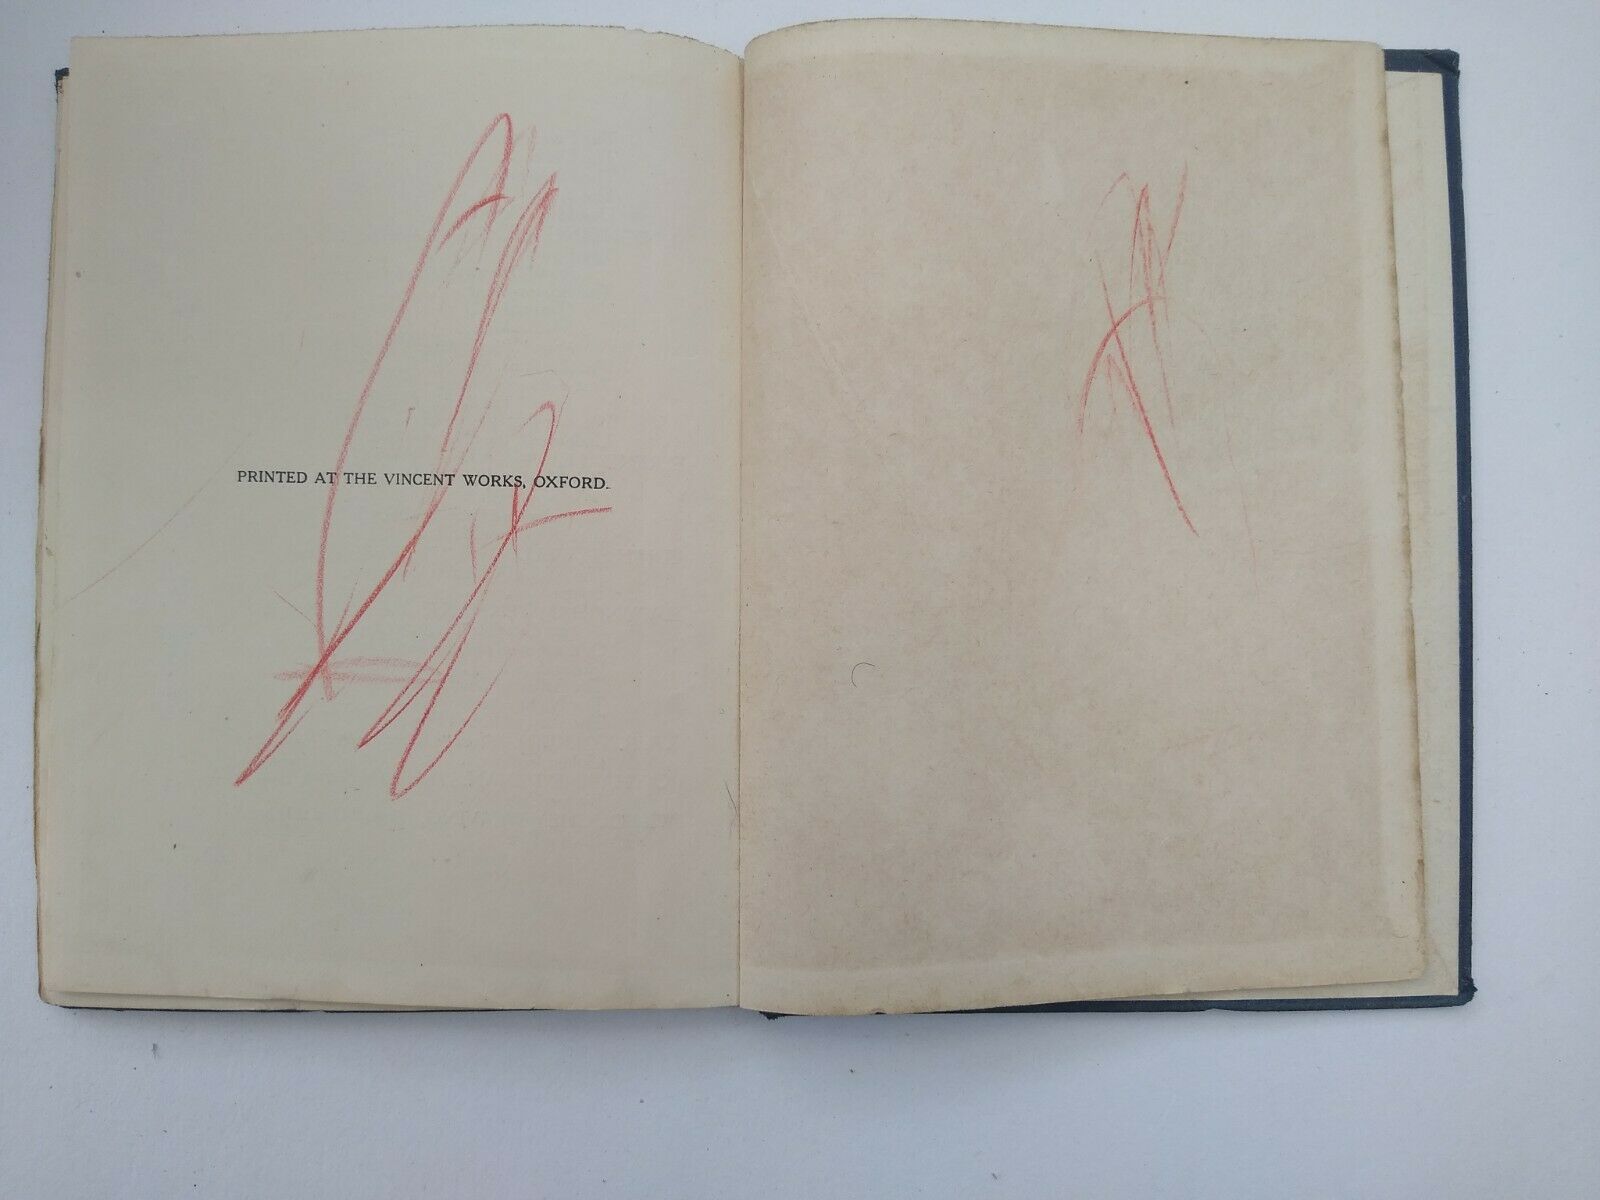 PRINTED AT THE VINCENT WORKS, OXFORD.